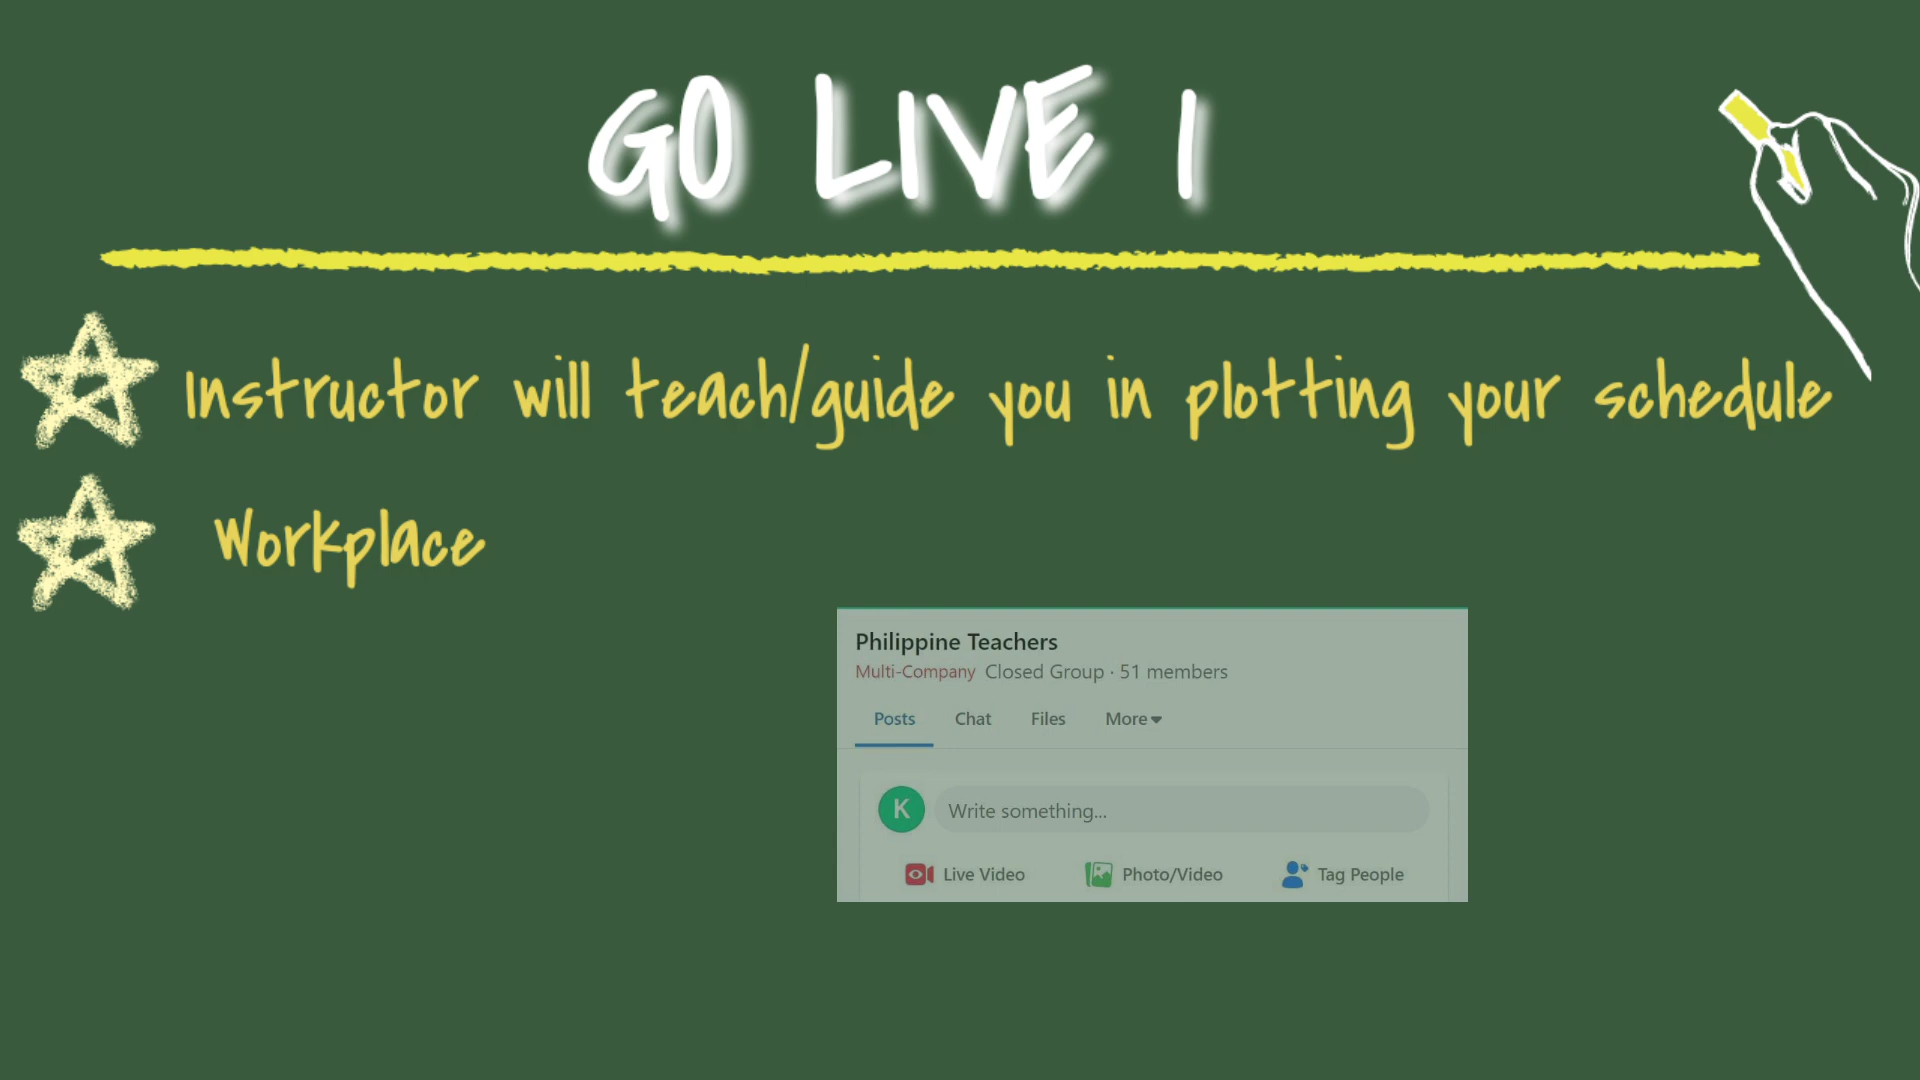 GO LIVE 1
Instructor will teach/guide you in plotting your schedule
Workplace
Philippine Teachers
Multi-Company Closed Group · 51 members
Posts Chat Files More
K Write something...
Live Video Photo/Video Tag People